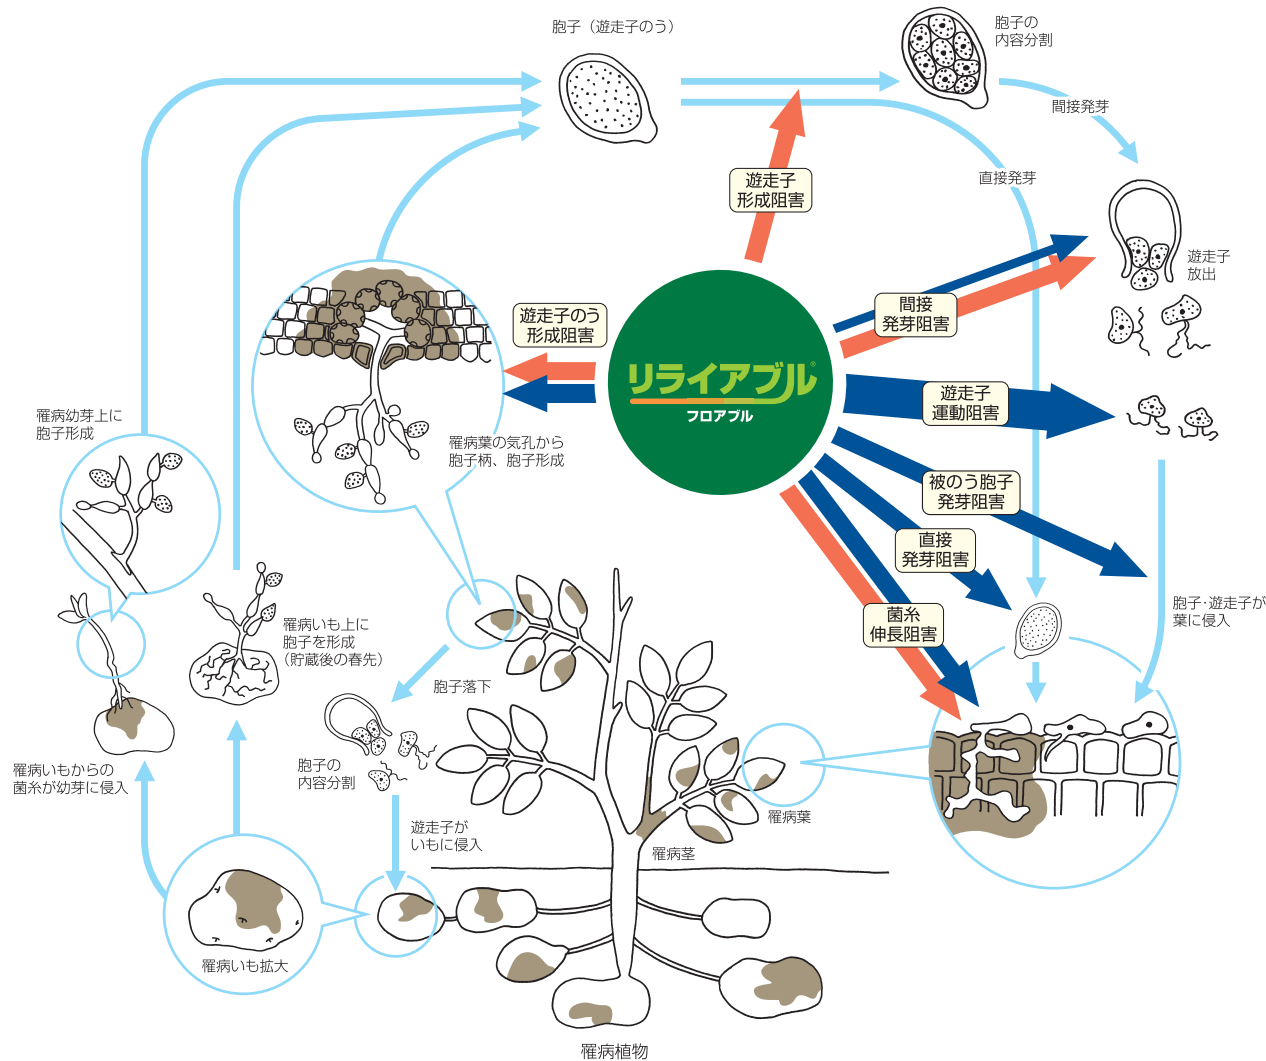 胞子（遊走子のう）
胞子の
内容分割
間接発芽
直接発芽
遊走子
形成阻害
遊走子
放出
間接
発芽阻害
遊走子のう
形成阻害
リライアブル®
フロアブル
遊走子
運動阻害
罹病幼芽上に
胞子形成
罹病葉の気孔から
胞子柄、胞子形成
被のう胞子
発芽阻害
直接
発芽阻害
菌糸
伸長阻害
胞子・遊走子が
葉に侵入
罹病いも上に
胞子を形成
（貯蔵後の春先）
胞子落下
罹病いもからの
菌糸が幼芽に侵入
胞子の
内容分割
遊走子が
いもに侵入
罹病葉
罹病茎
罹病いも拡大
罹病植物